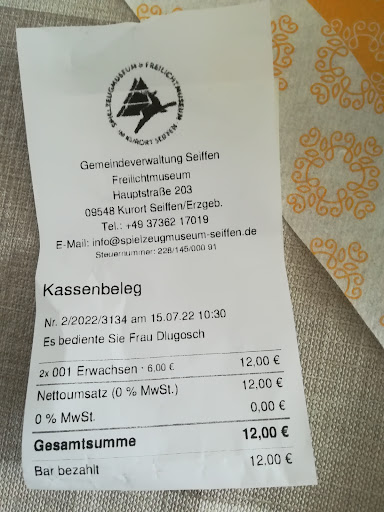 SPIELZEUGMUSEUM & FREILICHTMUSEUM
IM KURORT SEIFFEN
Gemeindeverwaltung Seiffen
Freilichtmuseum
Hauptstraße 203
09548 Kurort Seiffen/Erzgeb.
Tel.: +49 37362 17019
E-Mail: info@spielzeugmuseum-seiffen.de
Steuernummer: 228/145/000 91
Kassenbeleg
Nr. 2/2022/3134 am 15.07.22 10:30
Es bediente Sie Frau Dlugosch
2x 001 Erwachsen · 6,00 € 12,00 €
Nettoumsatz (0 % MwSt.) 12,00 €
0 % MwSt. 0,00 €
Gesamtsumme 12,00 €
Bar bezahlt 12,00 €